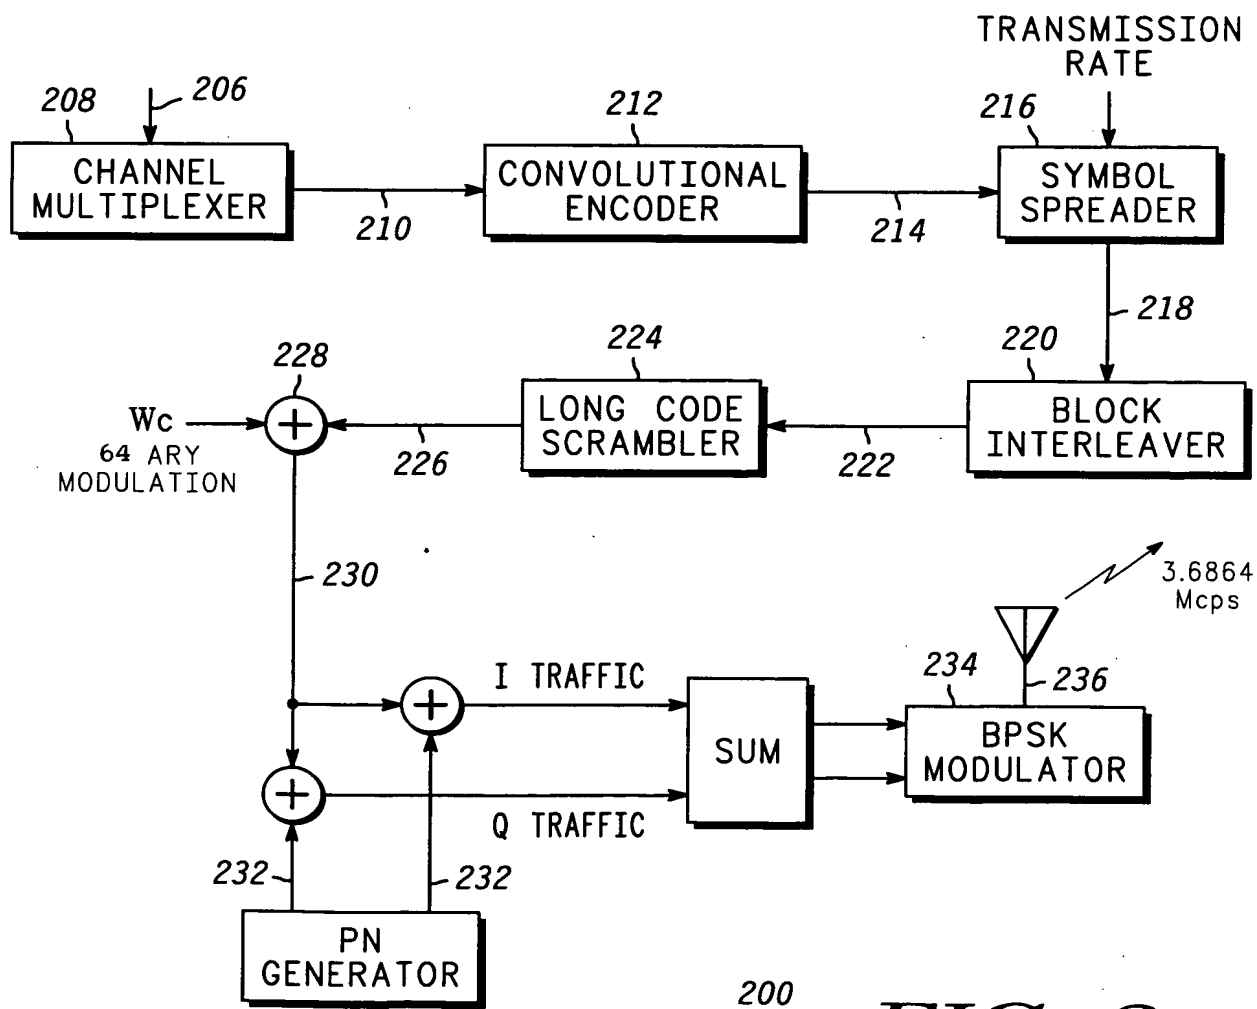 TRANSMISSION
RATE
208
206
212
216
CHANNEL
MULTIPLEXER
CONVOLUTIONAL
ENCODER
SYMBOL
SPREADER
210
214
218
228
224
220
Wc
64 ARY
MODULATION
LONG CODE
SCRAMBLER
BLOCK
INTERLEAVER
226
222
230
3.6864
Mcps
I TRAFFIC
234
236
SUM
BPSK
MODULATOR
Q TRAFFIC
232
232
PN
GENERATOR
200